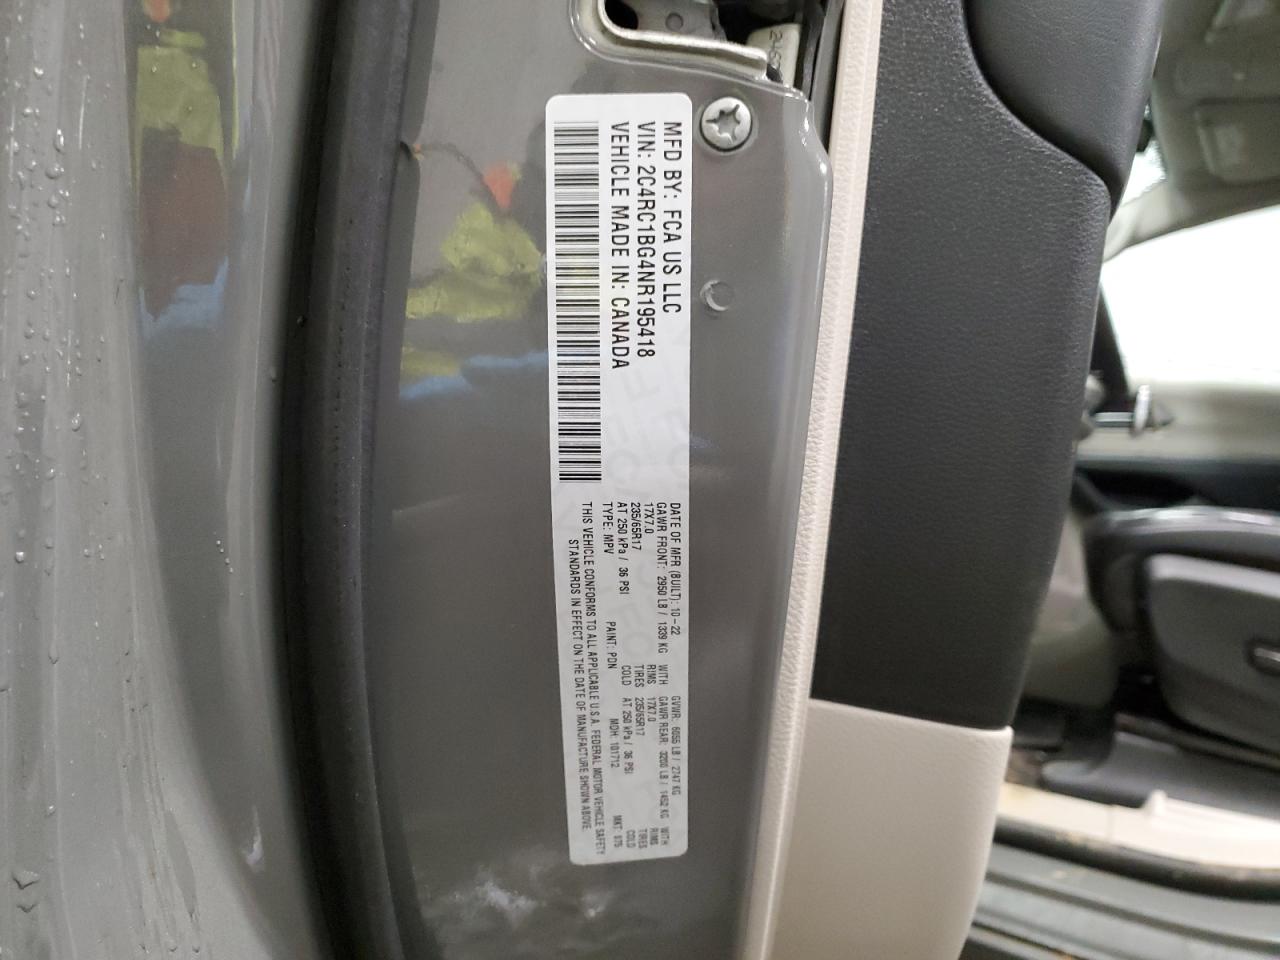 MFD BY: FCA US LLC
VIN: 2C4RC1BG4NR195418
VEHICLE MADE IN: CANADA
DATE OF MFR (BUILT): 10-22 GVWR: 6055 LB / 2747 KG
GAWR FRONT: 2950 LB / 1339 KG WITH GAWR REAR: 3200 LB / 1452 KG WITH
17X7.0 RIMS 17X7.0 RIMS
235/65R17 TIRES 235/65R17 TIRES
AT 250 kPa / 36 PSI COLD AT 250 kPa / 36 PSI COLD
TYPE: MPV PAINT: PDN MDH: 101712 MKT:
THIS VEHICLE CONFORMS TO ALL APPLICABLE U.S.A. FEDERAL MOTOR VEHICLE SAFETY
STANDARDS IN EFFECT ON THE DATE OF MANUFACTURE SHOWN ABOVE.